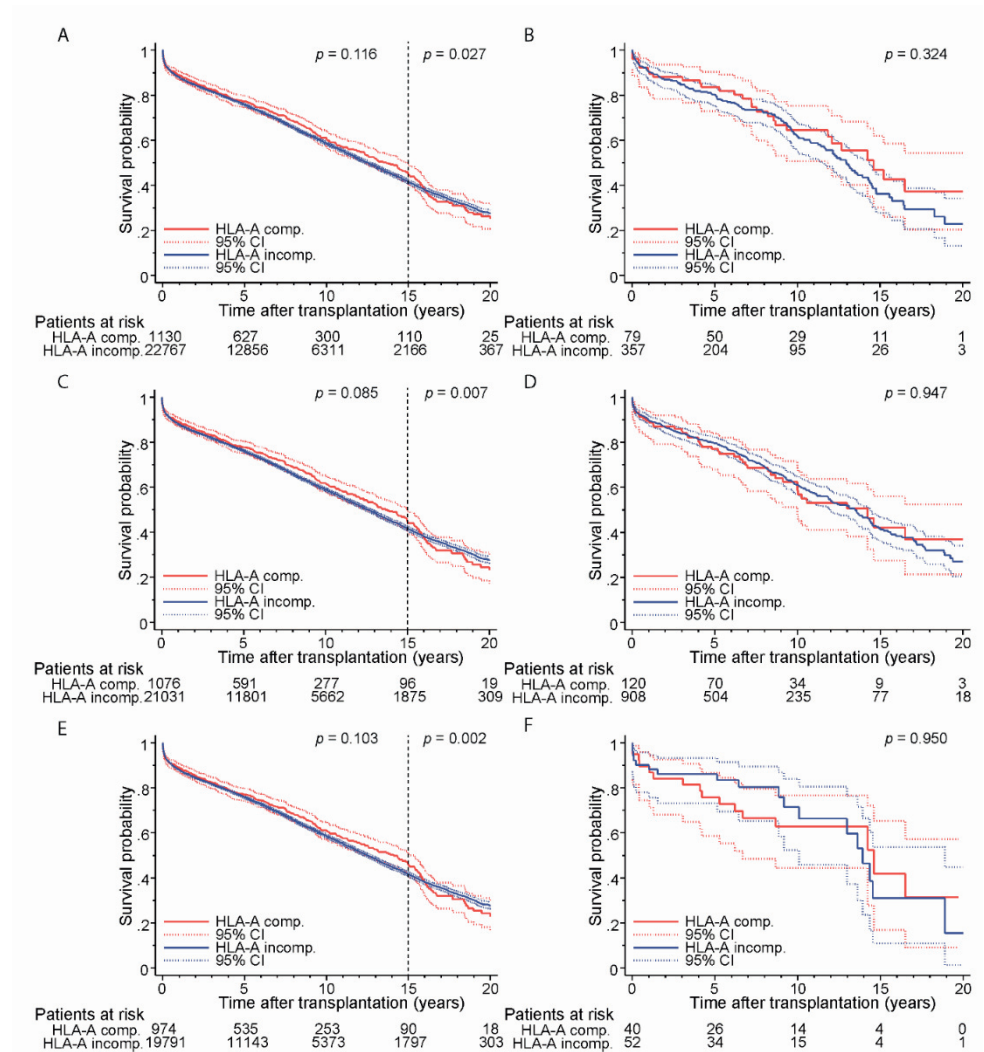 A
p = 0.116 p = 0.027
1
.8
.6
.4
.2
0
Survival probability
HLA-A comp.
95% CI
HLA-A incomp.
95% CI
0 5 10 15 20
Time after transplantation (years)
Patients at risk
HLA-A comp. 1130 627 300 110 25
HLA-A incomp. 22767 12856 6311 2166 367
B
p = 0.324
1
.8
.6
.4
.2
0
Survival probability
HLA-A comp.
95% CI
HLA-A incomp.
95% CI
0 5 10 15 20
Time after transplantation (years)
Patients at risk
HLA-A comp. 79 50 29 11 1
HLA-A incomp. 357 204 95 26 3
C
p = 0.085 p = 0.007
1
.8
.6
.4
.2
0
Survival probability
HLA-A comp.
95% CI
HLA-A incomp.
95% CI
0 5 10 15 20
Time after transplantation (years)
Patients at risk
HLA-A comp. 1076 591 277 96 19
HLA-A incomp. 21031 11801 5662 1875 309
D
p = 0.947
1
.8
.6
.4
.2
0
Survival probability
HLA-A comp.
95% CI
HLA-A incomp.
95% CI
0 5 10 15 20
Time after transplantation (years)
Patients at risk
HLA-A comp. 120 70 34 9 3
HLA-A incomp. 908 504 235 77 18
E
p = 0.103 p = 0.002
1
.8
.6
.4
.2
0
Survival probability
HLA-A comp.
95% CI
HLA-A incomp.
95% CI
0 5 10 15 20
Time after transplantation (years)
Patients at risk
HLA-A comp. 974 535 253 90 18
HLA-A incomp. 19791 11143 5373 1797 303
F
p = 0.950
1
.8
.6
.4
.2
0
Survival probability
HLA-A comp.
95% CI
HLA-A incomp.
95% CI
0 5 10 15 20
Time after transplantation (years)
Patients at risk
HLA-A comp. 40 26 14 4 0
HLA-A incomp. 52 34 15 4 1